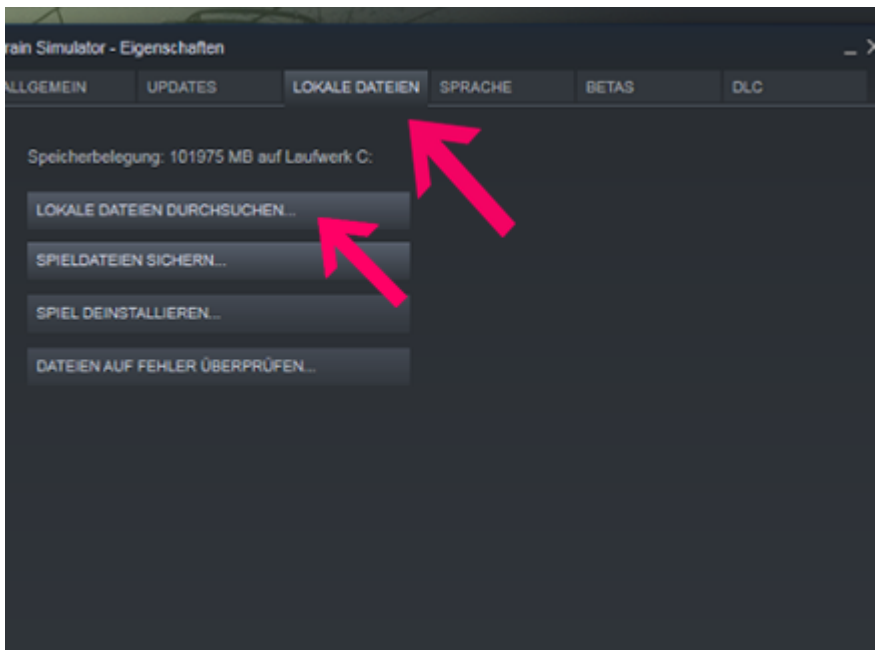 rain Simulator - Eigenschaften
ALLGEMEIN UPDATES LOKALE DATEIEN SPRACHE BETAS DLC
Speicherbelegung: 101975 MB auf Laufwerk C:
LOKALE DATEIEN DURCHSUCHEN...
SPIELDATEIEN SICHERN...
SPIEL DEINSTALLIEREN...
DATEIEN AUF FEHLER ÜBERPRÜFEN...